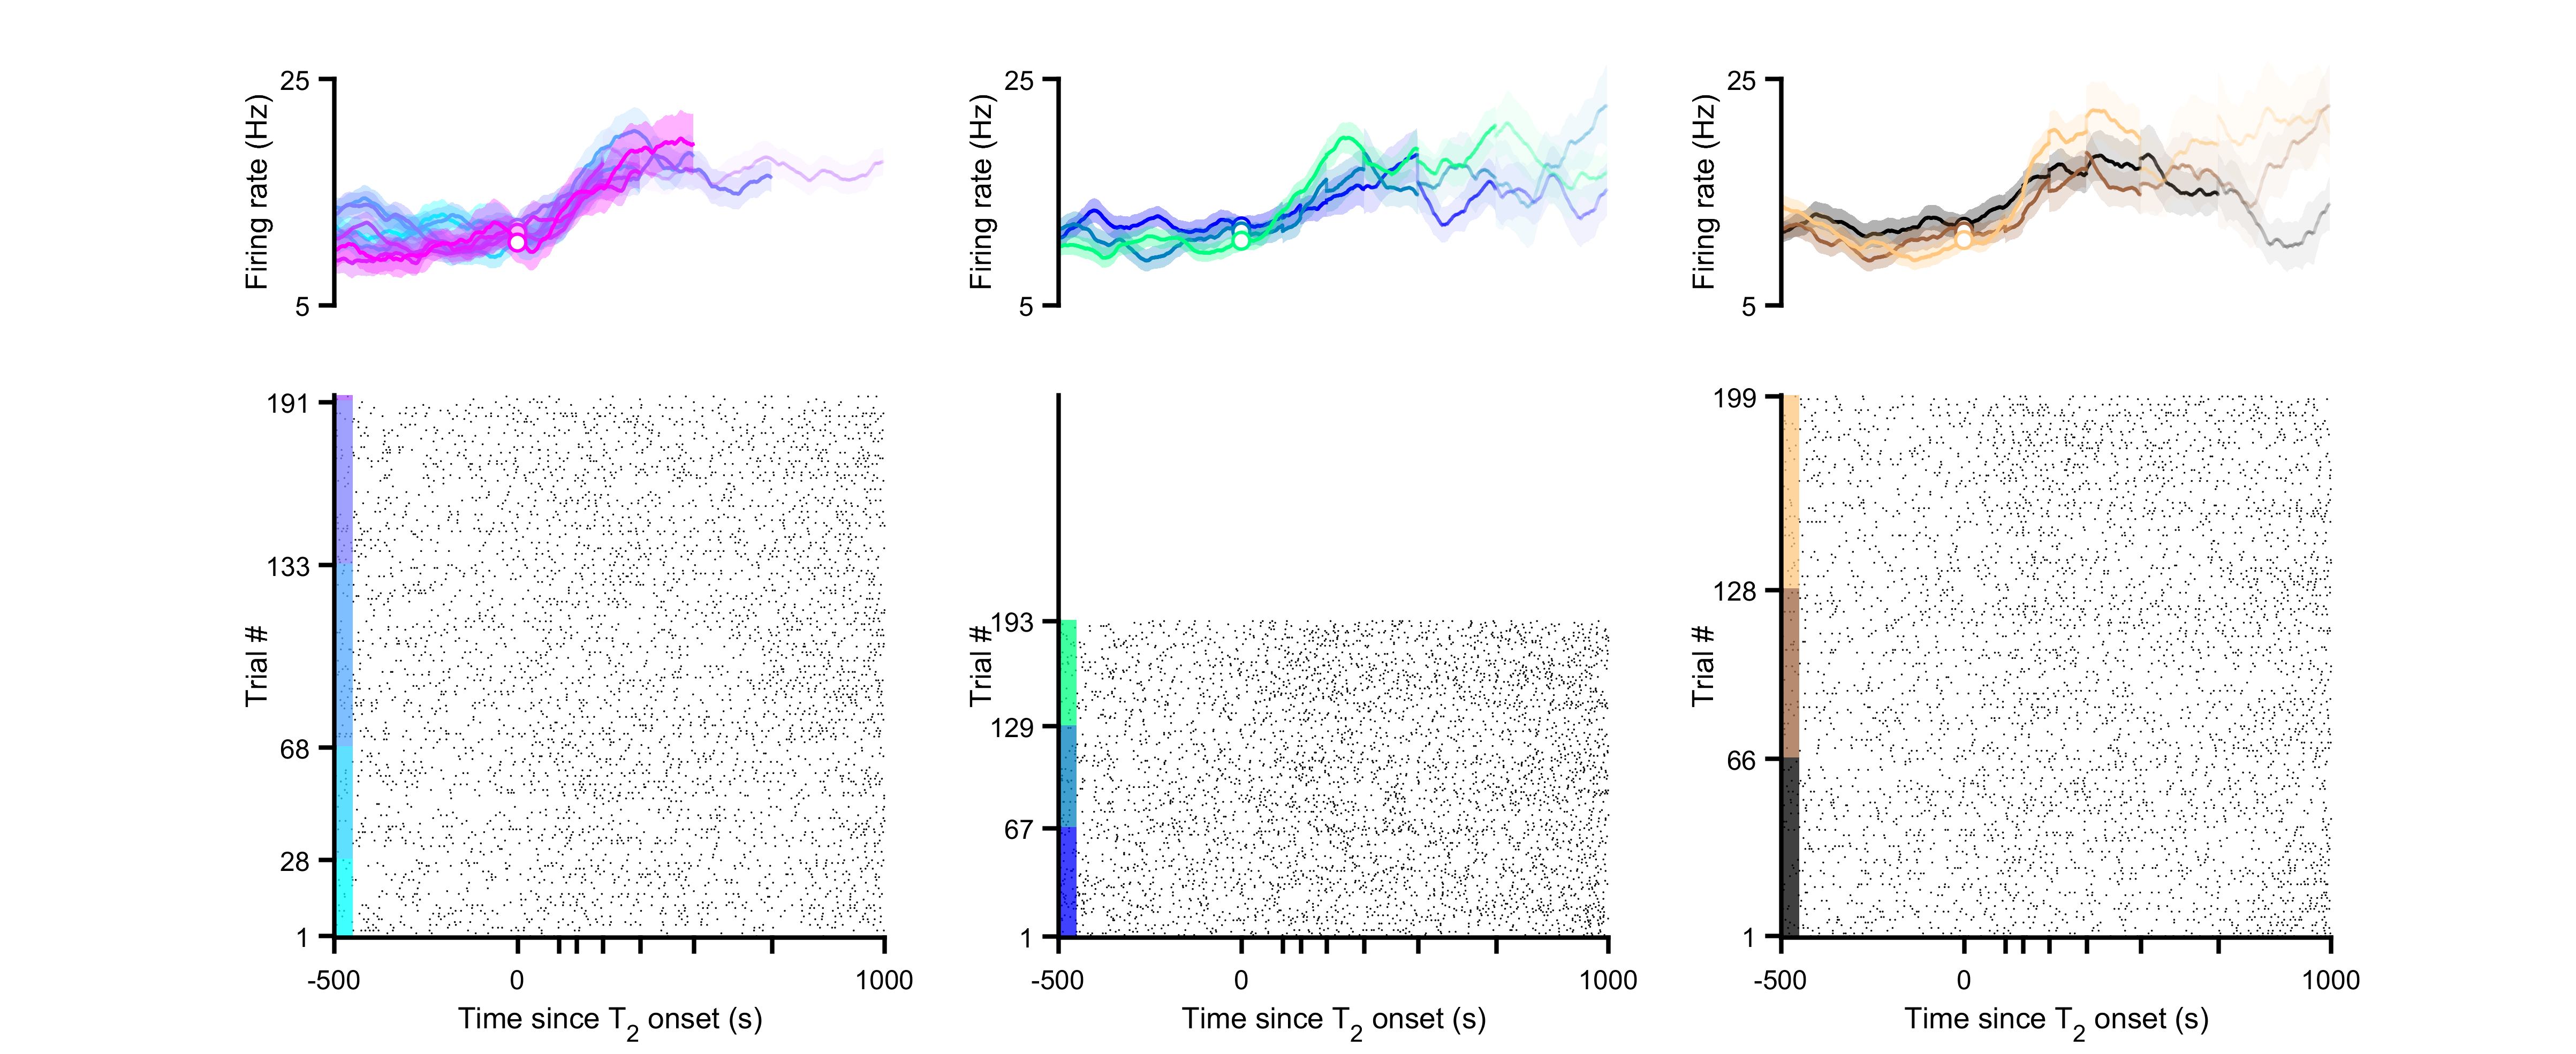 25
Firing rate (Hz)
5
25
Firing rate (Hz)
5
25
Firing rate (Hz)
5
191
133
Trial #
68
28
1
-500 0 1000
Time since T2 onset (s)
193
Trial #
129
67
1
-500 0 1000
Time since T2 onset (s)
199
128
Trial #
66
1
-500 0 1000
Time since T2 onset (s)